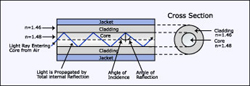 Cross Section
Jacket
n=1.46
Cladding
n=1.48
Core
Light Ray Entering
Core from Air
Cladding
Jacket
Light is Propagated by
Total internal Reflection
Angle of
Incidence
Angle of
Reflection
Cladding
n=1.46
Core
n=1.48